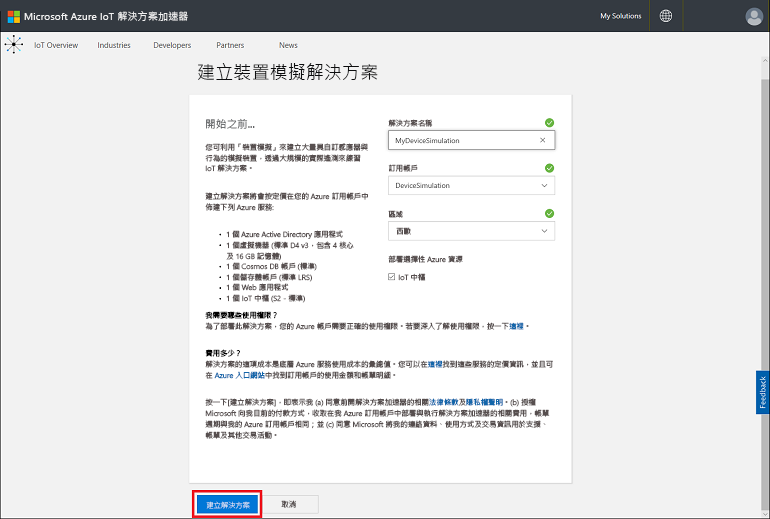 Microsoft Azure IoT 解決方案加速器
My Solutions
IoT Overview Industries Developers Partners News
建立裝置模擬解決方案
開始之前...
您可利用「裝置模擬」來建立大量具自訂感應器與
行為的模擬裝置，透過大規模的實際遙測來練習
IoT 解決方案。
建立解決方案將會按定價在您的 Azure 訂用帳戶中
佈建下列 Azure 服務:
• 1 個 Azure Active Directory 應用程式
• 1 個虛擬機器 (標準 D4 v3，包含 4 核心
及 16 GB 記憶體)
• 1 個 Cosmos DB 帳戶 (標準)
• 1 個儲存體帳戶 (標準 LRS)
• 1 個 Web 應用程式
• 1 個 IoT 中樞 (S2 - 標準)
解決方案名稱
MyDeviceSimulation
訂用帳戶
DeviceSimulation
區域
西歐
部署選擇性 Azure 資源
IoT 中樞
我需要哪些使用權限？
為了部署此解決方案，您的 Azure 帳戶需要正確的使用權限。若要深入了解使用權限，按一下這裡。
費用多少？
解決方案的這項成本是底層 Azure 服務使用成本的彙總值。您可以在這裡找到這些服務的定價資訊，並且可
在 Azure 入口網站中找到訂用帳戶的使用金額和帳單明細。
按一下[建立解決方案]，即表示我 (a) 同意前開解決方案加速器的相關法律條款及隱私權聲明。(b) 授權
Microsoft 向我目前的付款方式，收取在我 Azure 訂用帳戶中部署與執行解決方案加速器的相關費用，帳單
週期與我的 Azure 訂用帳戶相同；並 (c) 同意 Microsoft 將我的連絡資料、使用方式及交易資訊用於支援、
帳單及其他交易活動。
建立解決方案 取消
Feedback